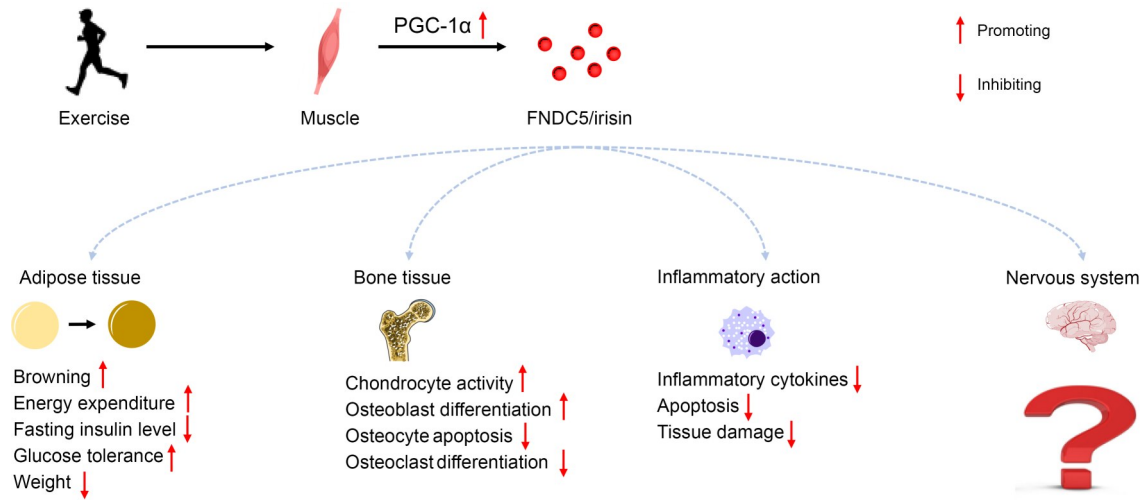 PGC-1α
Promoting
Inhibiting
Exercise
Muscle
FNDC5/irisin
Adipose tissue
Bone tissue
Inflammatory action
Nervous system
Browning
Energy expenditure
Fasting insulin level
Glucose tolerance
Weight
Chondrocyte activity
Osteoblast differentiation
Osteocyte apoptosis
Osteoclast differentiation
Inflammatory cytokines
Apoptosis
Tissue damage
?